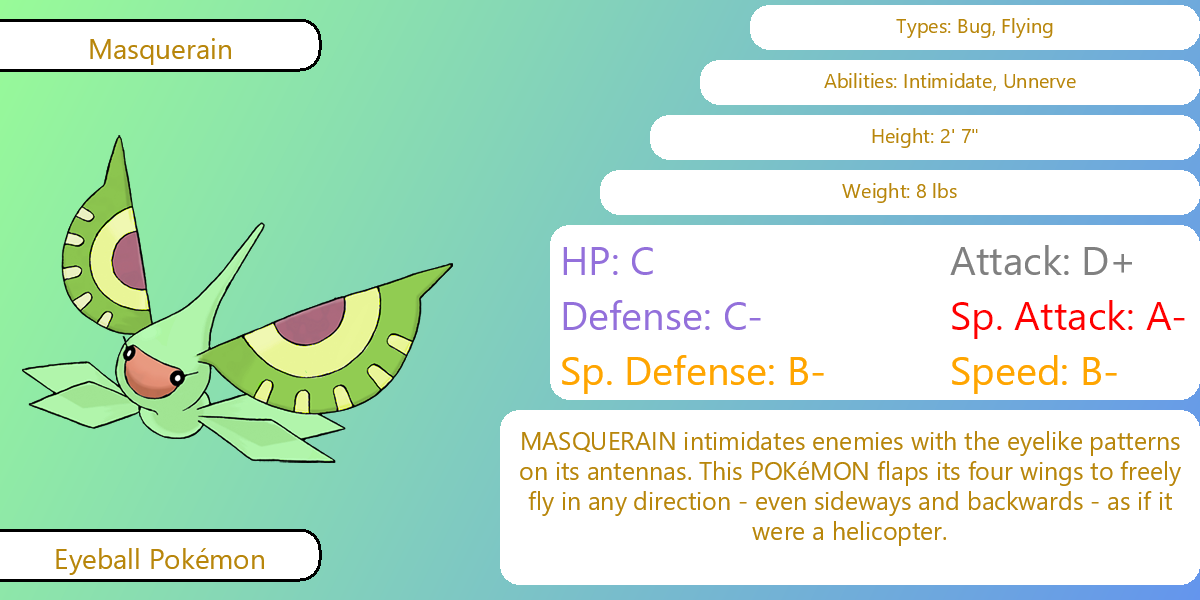 Masquerain
Types: Bug, Flying
Abilities: Intimidate, Unnerve
Height: 2' 7"
Weight: 8 lbs
HP: C
Attack: D+
Defense: C-
Sp. Attack: A-
Sp. Defense: B-
Speed: B-
MASQUERAIN intimidates enemies with the eyelike patterns
on its antennas. This POKéMON flaps its four wings to freely
fly in any direction - even sideways and backwards - as if it
were a helicopter.
Eyeball Pokémon